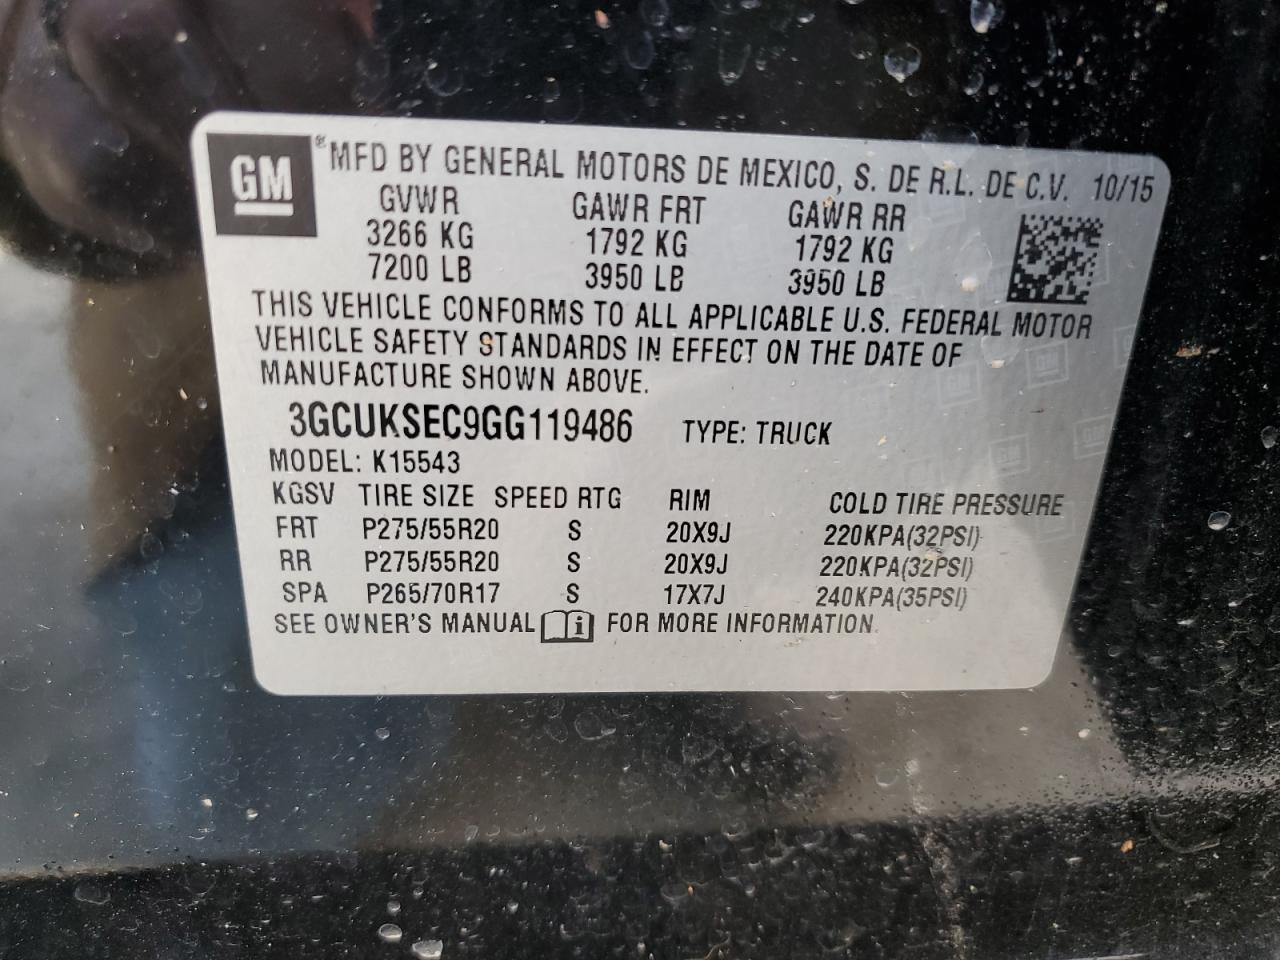 GM ® MFD BY GENERAL MOTORS DE MEXICO, S. DE R.L. DE C.V. 10/15
GVWR GAWR FRT GAWR RR
3266 KG 1792 KG 1792 KG
7200 LB 3950 LB 3950 LB
THIS VEHICLE CONFORMS TO ALL APPLICABLE U.S. FEDERAL MOTOR
VEHICLE SAFETY STANDARDS IN EFFECT ON THE DATE OF
MANUFACTURE SHOWN ABOVE.
3GCUKSEC9GG119486 TYPE: TRUCK
MODEL: K15543
KGSV TIRE SIZE SPEED RTG RIM COLD TIRE PRESSURE
FRT P275/55R20 S 20X9J 220KPA(32PSI)
RR P275/55R20 S 20X9J 220KPA(32PSI)
SPA P265/70R17 S 17X7J 240KPA(35PSI)
SEE OWNER'S MANUAL i FOR MORE INFORMATION.